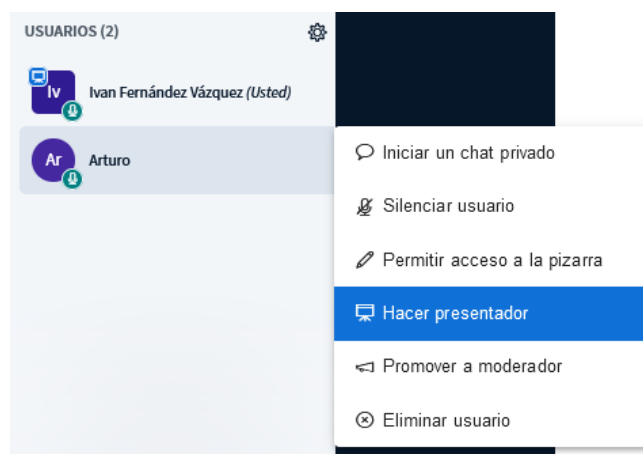 USUARIOS (2)
Iv
Ivan Fernández Vázquez (Usted)
Ar
Arturo
Iniciar un chat privado
Silenciar usuario
Permitir acceso a la pizarra
Hacer presentador
Promover a moderador
Eliminar usuario